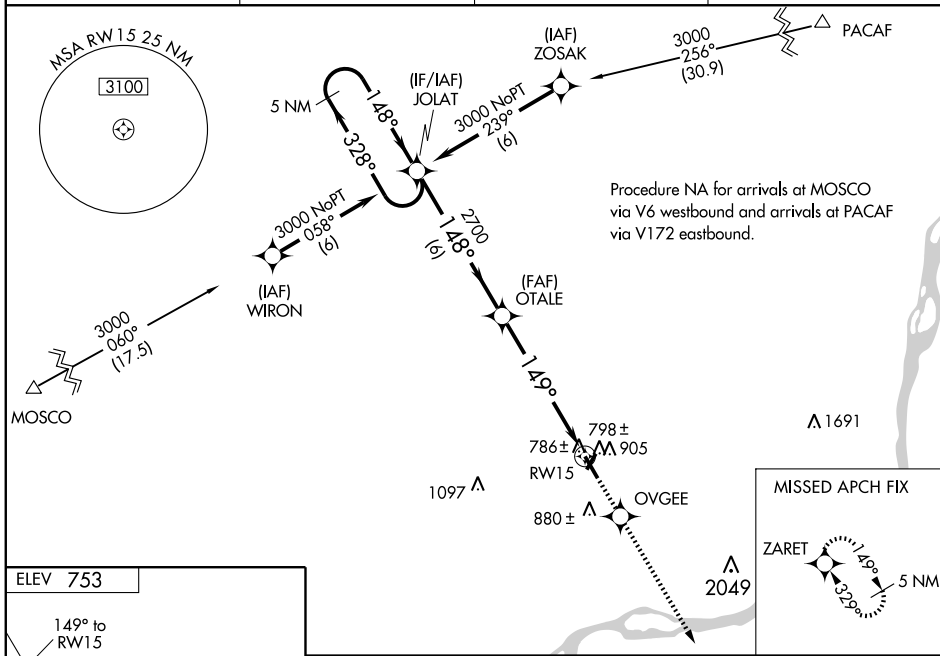 MSA RW15 25 NM
3100
5 NM
148°
328°
(IF/IAF)
JOLAT
(IAF)
ZOSAK
3000
256°
(30.9)
PACAF
3000 NoPT
239°
(6)
Procedure NA for arrivals at MOSCO
via V6 westbound and arrivals at PACAF
via V172 eastbound.
3000 NoPT
058°
(6)
2700
148°
(6)
(IAF)
WIRON
(FAF)
OTALE
3000
060°
(17.5)
MOSCO
149°
1691
798 ±
786 ±
905
RW15
1097
880 ±
OVGEE
2049
MISSED APCH FIX
ZARET
149°
329°
5 NM
ELEV 753
149° to
RW15